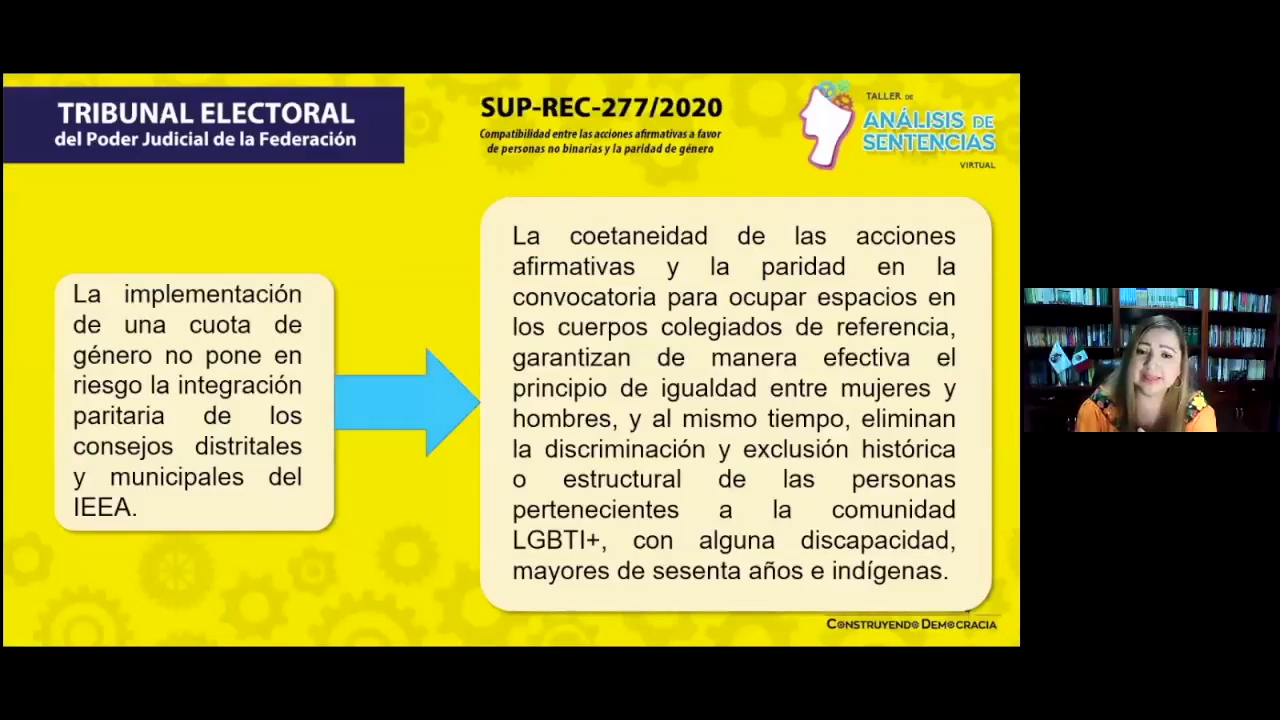 TRIBUNAL ELECTORAL
del Poder Judicial de la Federación
SUP-REC-277/2020
Compatibilidad entre las acciones afirmativas a favor
de personas no binarias y la paridad de género
TALLER DE
ANÁLISIS DE
SENTENCIAS
VIRTUAL
La implementación
de una cuota de
género no pone en
riesgo la integración
paritaria de los
consejos distritales
y municipales del
IEEA.
La coetaneidad de las acciones
afirmativas y la paridad en la
convocatoria para ocupar espacios en
los cuerpos colegiados de referencia,
garantizan de manera efectiva el
principio de igualdad entre mujeres y
hombres, y al mismo tiempo, eliminan
la discriminación y exclusión histórica
o estructural de las personas
pertenecientes a la comunidad
LGBTI+, con alguna discapacidad,
mayores de sesenta años e indígenas.
CONSTRUYENDO DEMOCRACIA